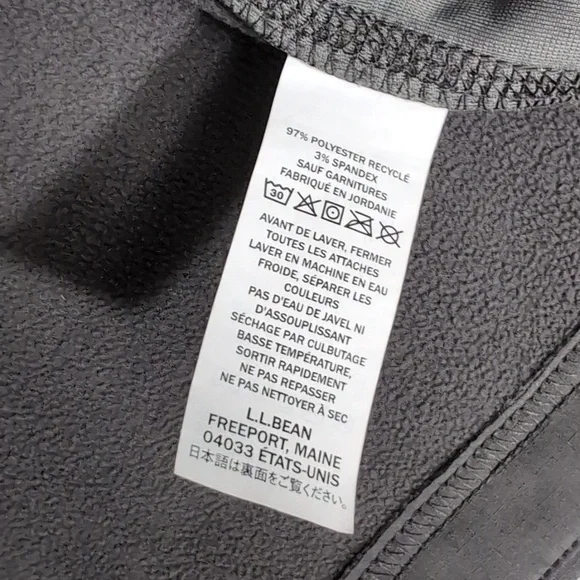 97% POLYESTER RECYCLÉ
3% SPANDEX
SAUF GARNITURES
FABRIQUÉ EN JORDANIE
30
AVANT DE LAVER, FERMER
TOUTES LES ATTACHES
LAVER EN MACHINE EN EAU
FROIDE, SÉPARER LES
COULEURS
PAS D'EAU DE JAVEL NI
D'ASSOUPLISSANT
SÉCHAGE PAR CULBUTAGE
BASSE TEMPÉRATURE,
SORTIR RAPIDEMENT
NE PAS REPASSER
NE PAS NETTOYER À SEC
L.L.BEAN
FREEPORT, MAINE
04033 ÉTATS-UNIS
日本語は裏面をご覧ください。